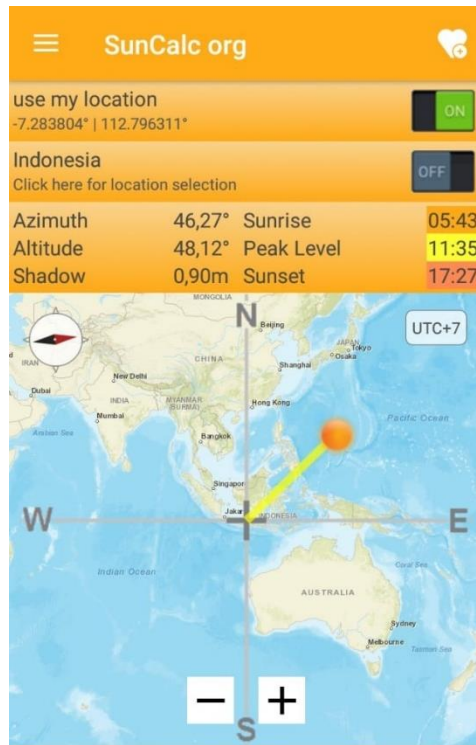 SunCalc org
use my location
-7.283804° | 112.796311°
ON
Indonesia
Click here for location selection
OFF
Azimuth 46,27° Sunrise 05:43
Altitude 48,12° Peak Level 11:35
Shadow 0,90m Sunset 17:27
MONGOLIA
N
Beijing
UTC+7
IRAN
CHINA
JAPAN
Tokyo
Osaka
Shanghai
New Delhi
Dubai
INDIA
MYANMAR
(BURMA)
Hong Kong
Mumbai
Pacific Ocean
Arabian Sea
Bangkok
Singapor
Jakar
INDONESIA
W
E
Indian Ocean
Coral Sea
AUSTRALIA
Sydney
Melbourne
Tasman Sea
S